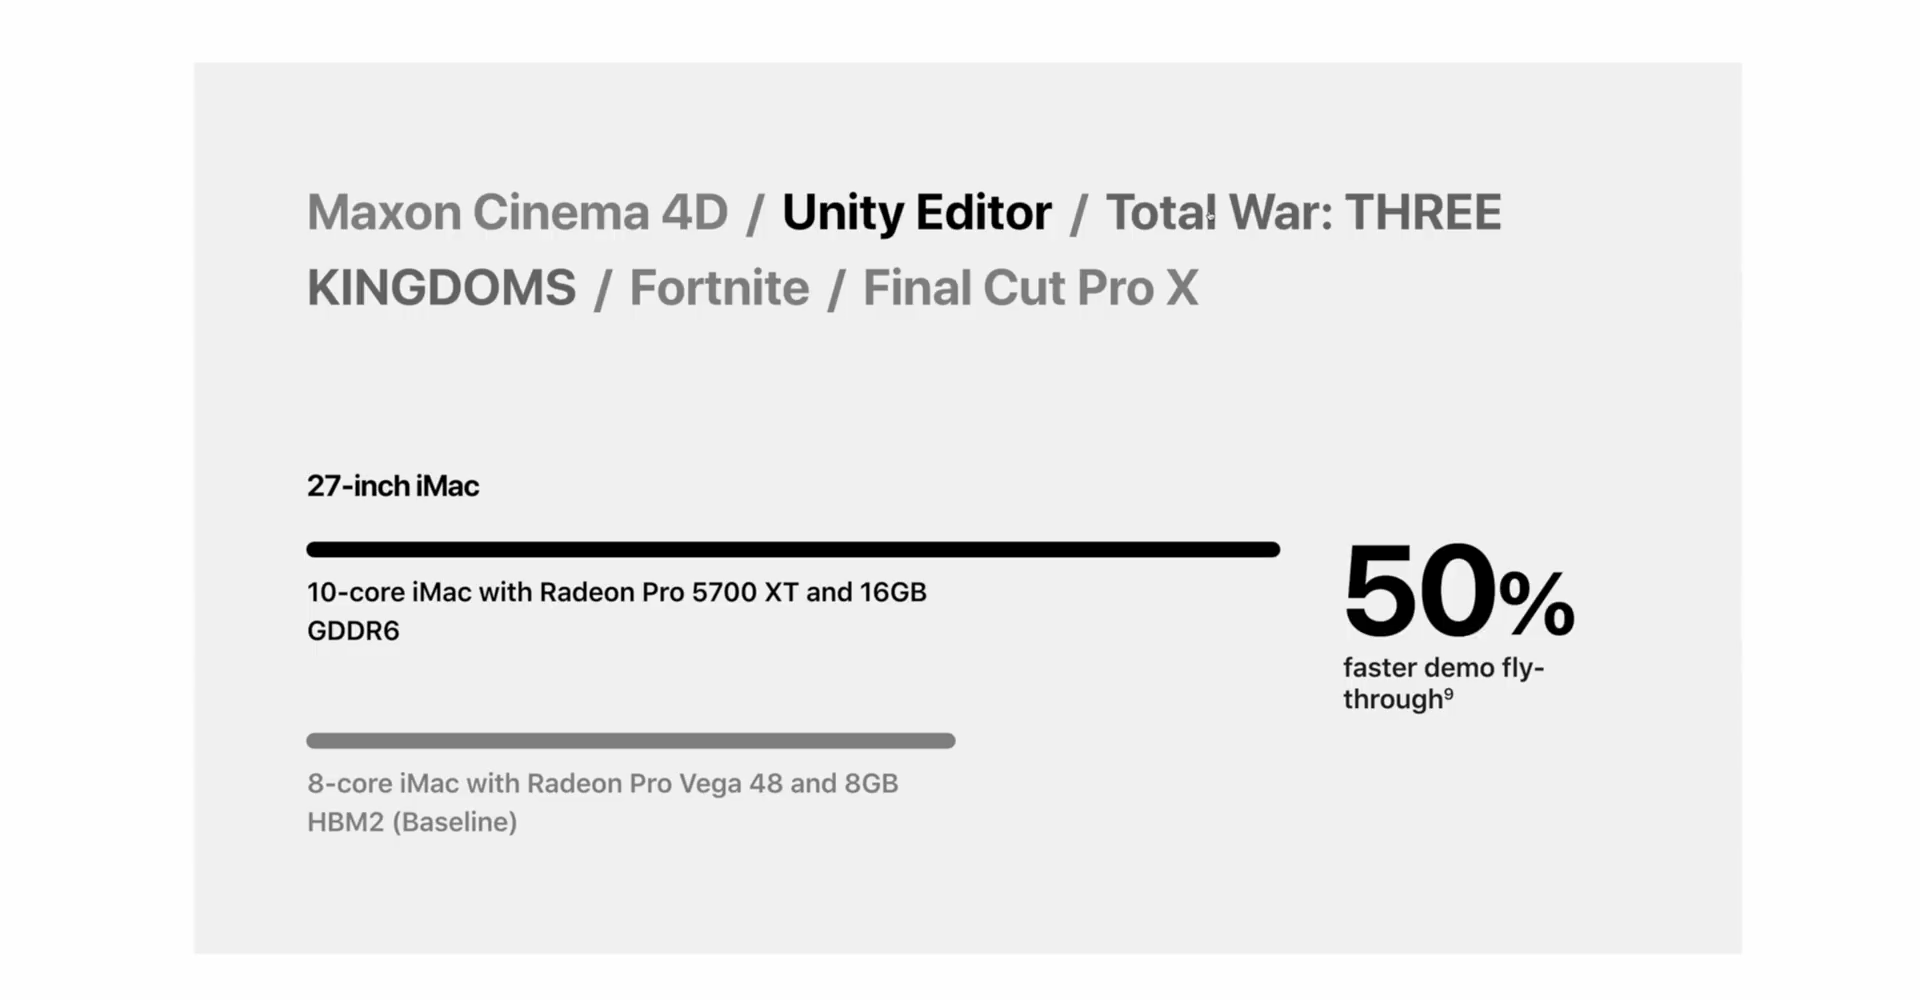 Maxon Cinema 4D / Unity Editor / Total War: THREE
KINGDOMS / Fortnite / Final Cut Pro X
27-inch iMac
10-core iMac with Radeon Pro 5700 XT and 16GB
GDDR6
50%
faster demo fly-
through⁹
8-core iMac with Radeon Pro Vega 48 and 8GB
HBM2 (Baseline)